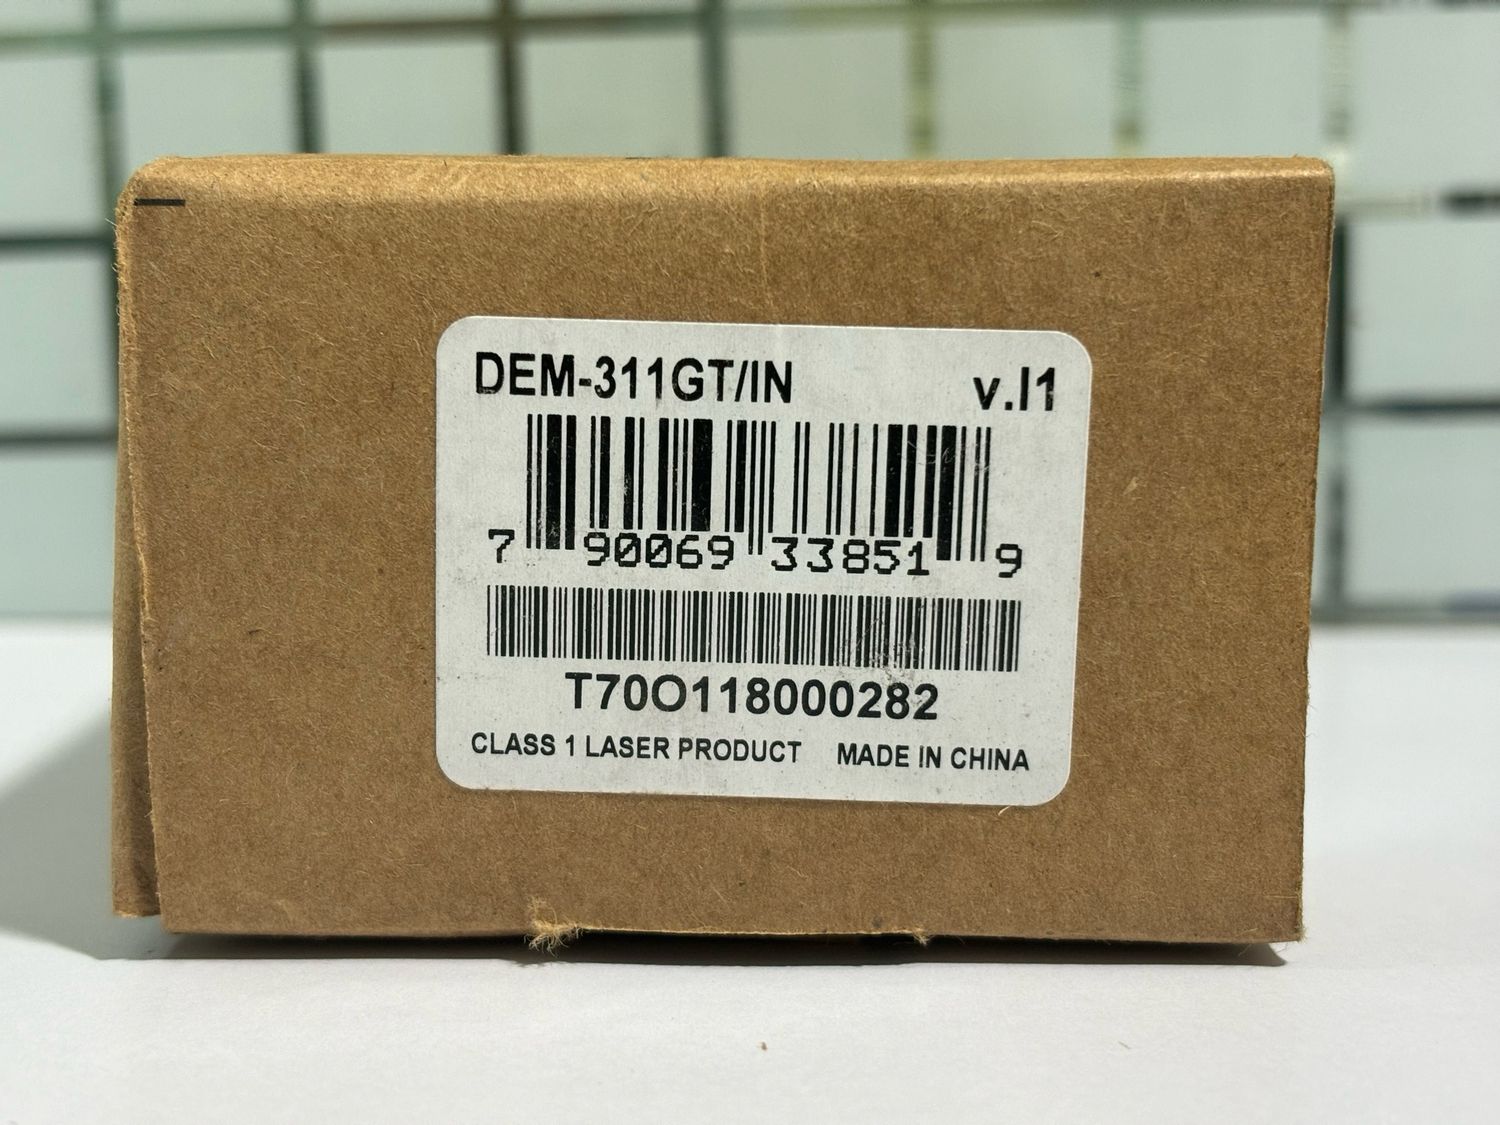 DEM-311GT/IN v.I1
7 90069 33851 9
T70O118000282
CLASS 1 LASER PRODUCT MADE IN CHINA